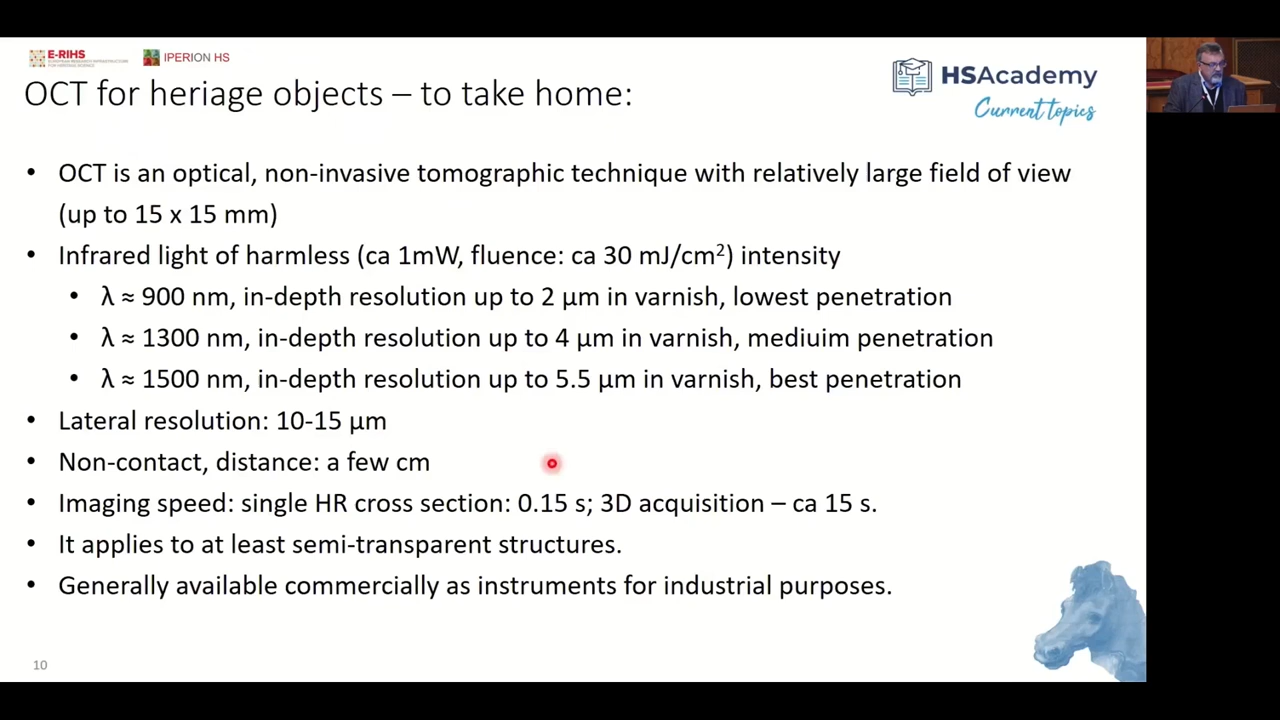 E-RIHS
IPERION HS
OCT for heriage objects – to take home:
HSAcademy
Current topics
• OCT is an optical, non-invasive tomographic technique with relatively large field of view
(up to 15 x 15 mm)
• Infrared light of harmless (ca 1mW, fluence: ca 30 mJ/cm²) intensity
• λ ≈ 900 nm, in-depth resolution up to 2 µm in varnish, lowest penetration
• λ ≈ 1300 nm, in-depth resolution up to 4 µm in varnish, mediuim penetration
• λ ≈ 1500 nm, in-depth resolution up to 5.5 µm in varnish, best penetration
• Lateral resolution: 10-15 µm
• Non-contact, distance: a few cm
• Imaging speed: single HR cross section: 0.15 s; 3D acquisition – ca 15 s.
• It applies to at least semi-transparent structures.
• Generally available commercially as instruments for industrial purposes.
10